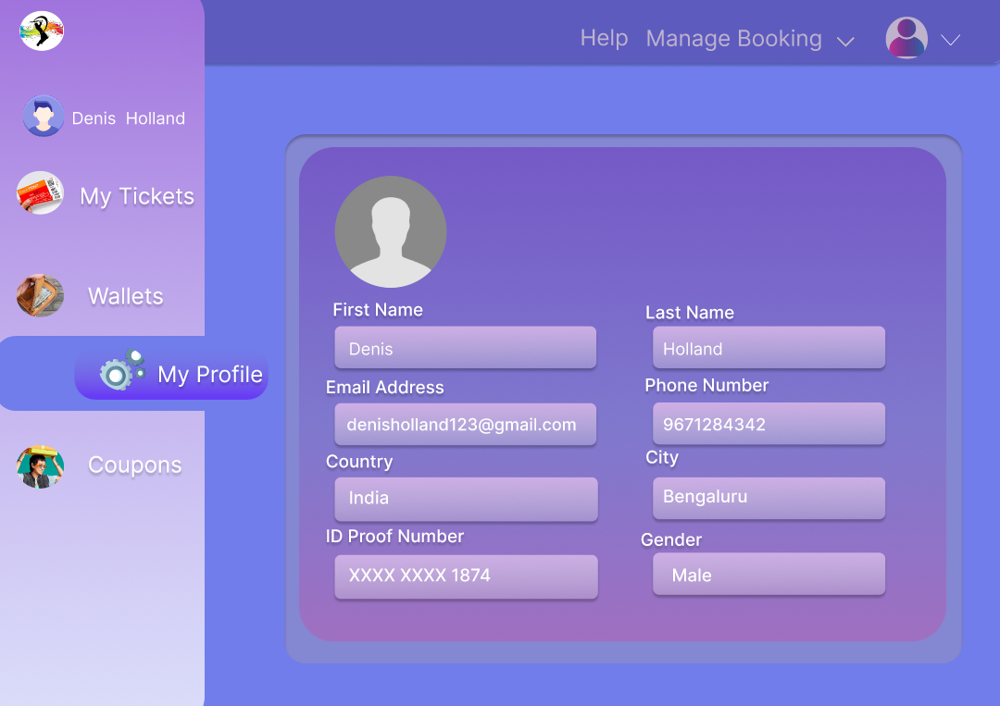 Help Manage Booking
Denis Holland
My Tickets
Wallets
My Profile
Coupons
First Name
Last Name
Denis
Holland
Email Address
Phone Number
denisholland123@gmail.com
9671284342
Country
City
India
Bengaluru
ID Proof Number
Gender
XXXX XXXX 1874
Male